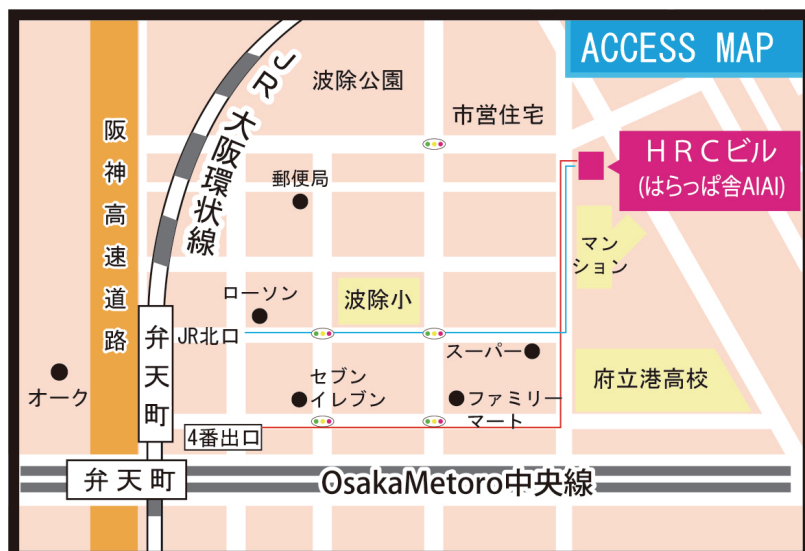 ACCESS MAP
JR大阪環状線
波除公園
市営住宅
HRCビル
(はらっぱ舎AIAI)
阪神高速道路
郵便局
マン
ション
ローソン
波除小
弁天町
JR北口
スーパー
オーク
セブン
イレブン
ファミリー
マート
府立港高校
4番出口
弁天町
OsakaMetoro中央線